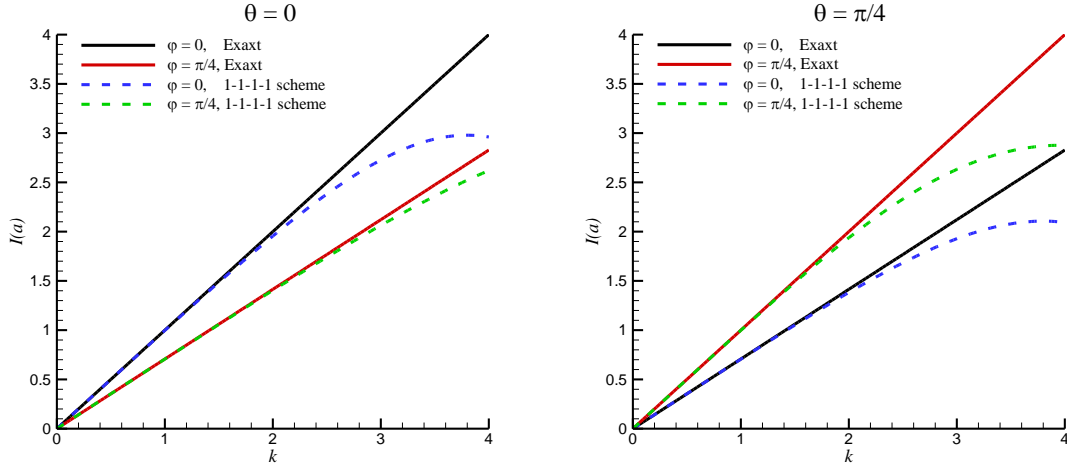 θ = 0
4
3.5
3
2.5
2
1.5
1
0.5
0
I(a)
φ = 0, Exaxt
φ = π/4, Exaxt
φ = 0, 1-1-1-1 scheme
φ = π/4, 1-1-1-1 scheme
0 1 2 3 4
k
θ = π/4
4
3.5
3
2.5
2
1.5
1
0.5
0
I(a)
φ = 0, Exaxt
φ = π/4, Exaxt
φ = 0, 1-1-1-1 scheme
φ = π/4, 1-1-1-1 scheme
0 1 2 3 4
k